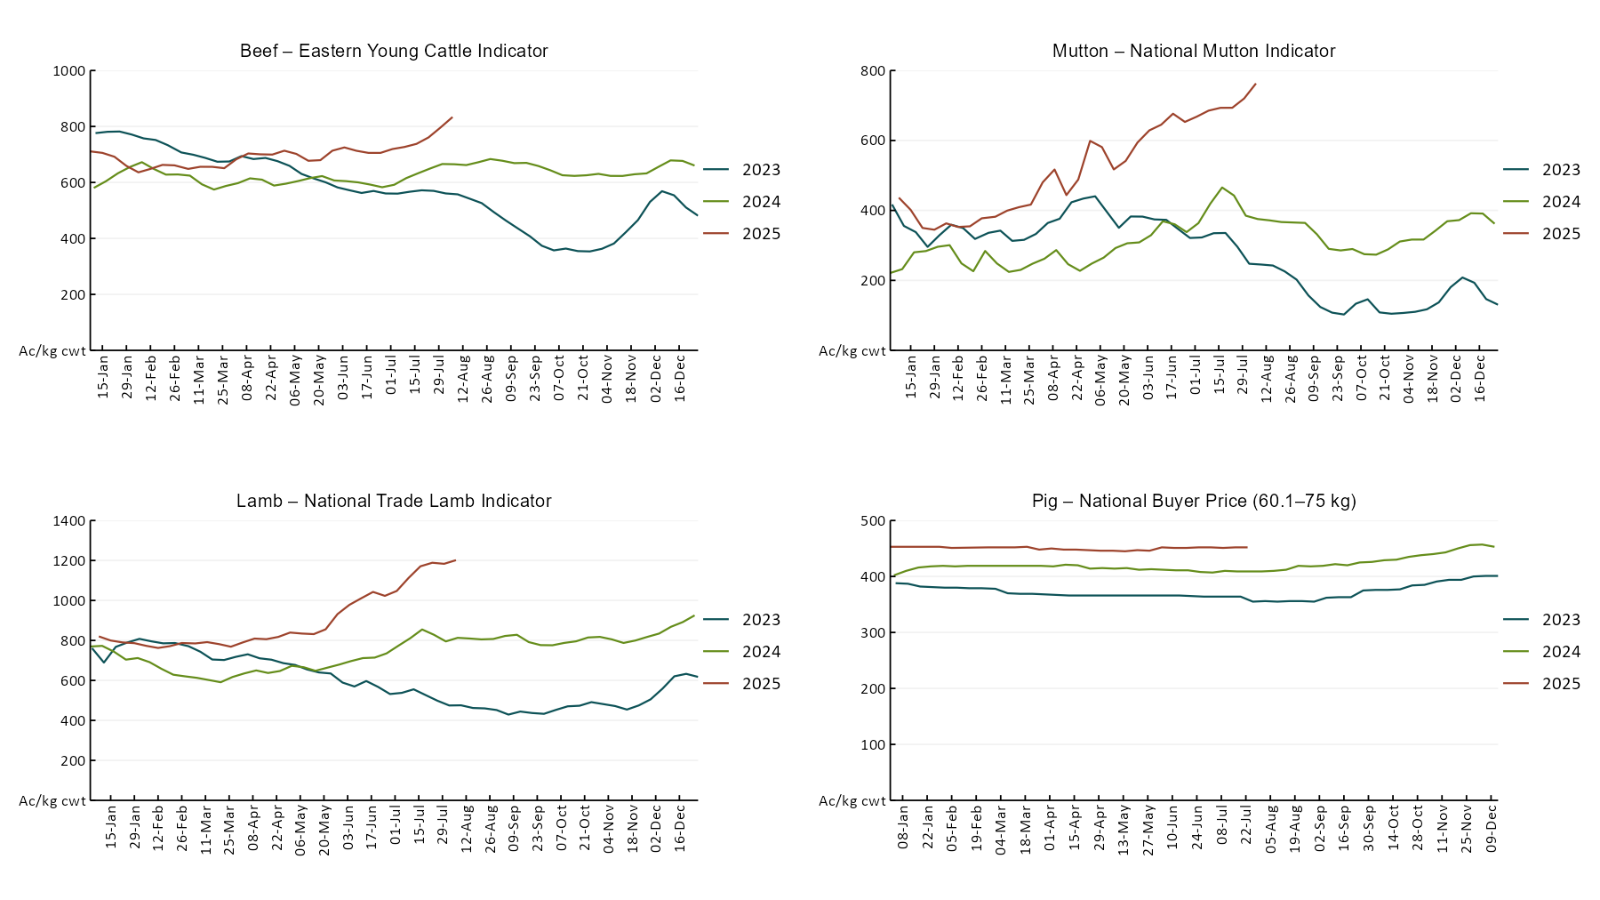 Beef – Eastern Young Cattle Indicator
1000
800
600
400
200
Ac/kg cwt
15-Jan
29-Jan
12-Feb
26-Feb
11-Mar
25-Mar
08-Apr
22-Apr
06-May
20-May
03-Jun
17-Jun
01-Jul
15-Jul
29-Jul
12-Aug
26-Aug
09-Sep
23-Sep
07-Oct
21-Oct
04-Nov
18-Nov
02-Dec
16-Dec
2023
2024
2025
Mutton – National Mutton Indicator
800
600
400
200
Ac/kg cwt
15-Jan
29-Jan
12-Feb
26-Feb
11-Mar
25-Mar
08-Apr
22-Apr
06-May
20-May
03-Jun
17-Jun
01-Jul
15-Jul
29-Jul
12-Aug
26-Aug
09-Sep
23-Sep
07-Oct
21-Oct
04-Nov
18-Nov
02-Dec
16-Dec
2023
2024
2025
Lamb – National Trade Lamb Indicator
1400
1200
1000
800
600
400
200
Ac/kg cwt
15-Jan
29-Jan
12-Feb
26-Feb
11-Mar
25-Mar
08-Apr
22-Apr
06-May
20-May
03-Jun
17-Jun
01-Jul
15-Jul
29-Jul
12-Aug
26-Aug
09-Sep
23-Sep
07-Oct
21-Oct
04-Nov
18-Nov
02-Dec
16-Dec
2023
2024
2025
Pig – National Buyer Price (60.1–75 kg)
500
400
300
200
100
Ac/kg cwt
08-Jan
22-Jan
05-Feb
19-Feb
04-Mar
18-Mar
01-Apr
15-Apr
29-Apr
13-May
27-May
10-Jun
24-Jun
08-Jul
22-Jul
05-Aug
19-Aug
02-Sep
16-Sep
30-Sep
14-Oct
28-Oct
11-Nov
25-Nov
09-Dec
2023
2024
2025